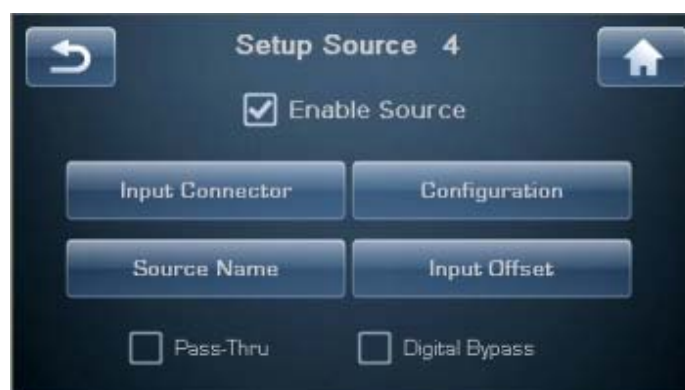 Setup Source 4
Enable Source
Input Connector
Configuration
Source Name
Input Offset
Pass-Thru
Digital Bypass